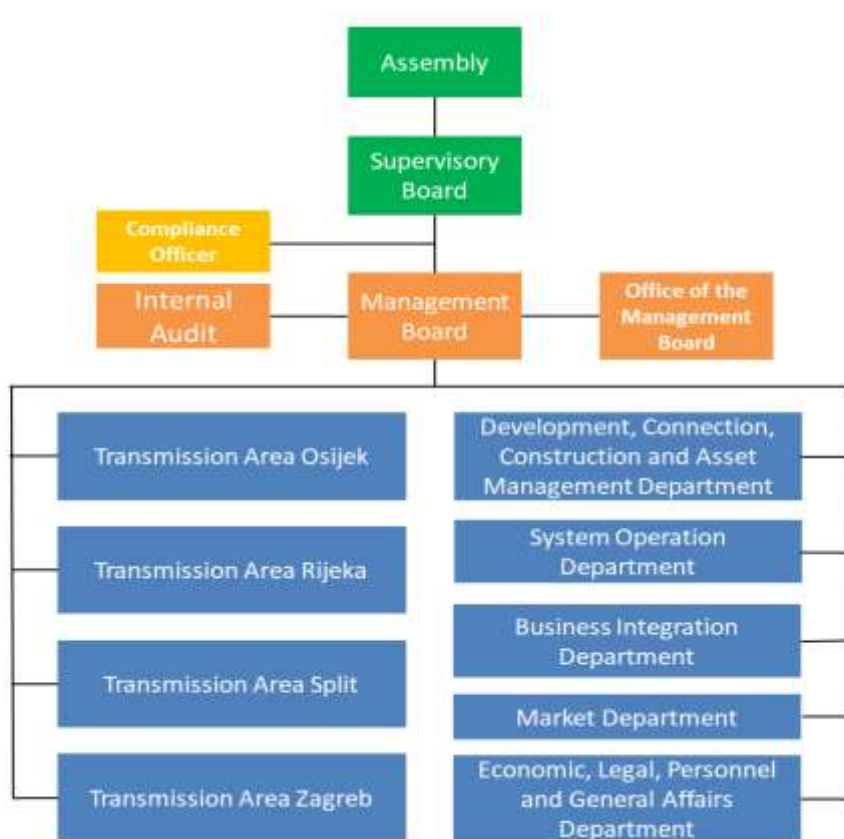 Assembly
Supervisory
Board
Compliance
Officer
Internal
Audit
Management
Board
Office of the
Management
Board
Transmission Area Osijek
Transmission Area Rijeka
Transmission Area Split
Transmission Area Zagreb
Development, Connection,
Construction and Asset
Management Department
System Operation
Department
Business Integration
Department
Market Department
Economic, Legal, Personnel
and General Affairs
Department